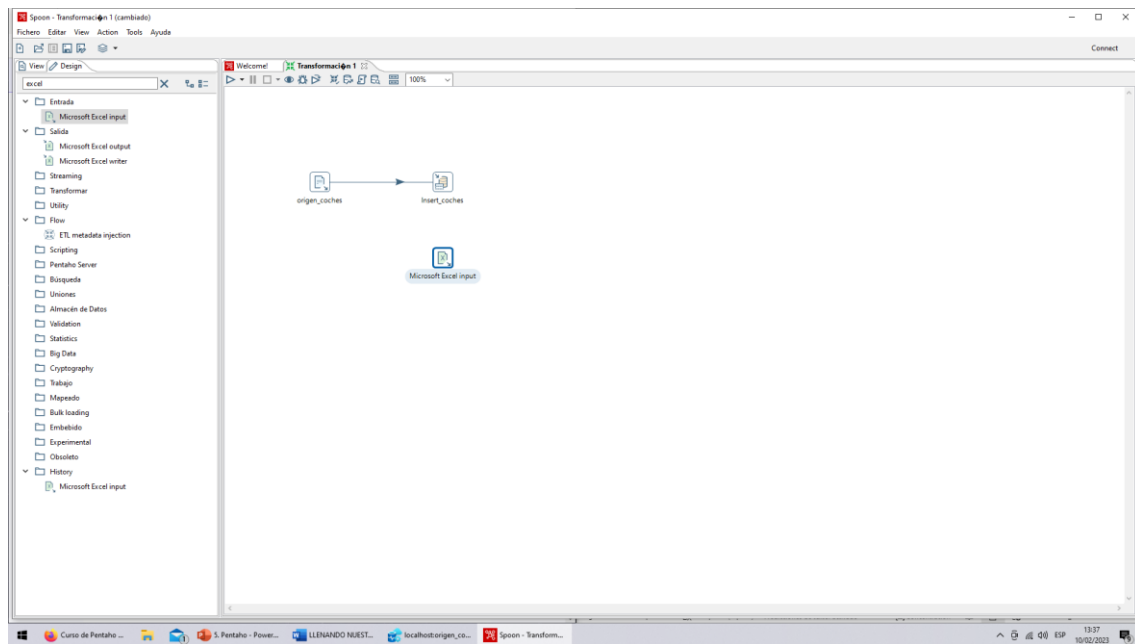 Spoon - Transformaci�n 1 (cambiado)
Fichero Editar View Action Tools Ayuda
Connect
View Design
Welcome! Transformaci�n 1
excel
100%
Entrada
Microsoft Excel input
Salida
Microsoft Excel output
Microsoft Excel writer
Streaming
Transformar
Utility
Flow
ETL metadata injection
Scripting
Pentaho Server
Búsqueda
Uniones
Almacén de Datos
Validation
Statistics
Big Data
Cryptography
Trabajo
Mapeado
Bulk loading
Embebido
Experimental
Obsoleto
History
Microsoft Excel input
origen_coches
Insert_coches
Microsoft Excel input
Curso de Pentaho ...
5. Pentaho - Power...
LLENANDO NUEST...
localhost:origen_co...
Spoon - Transform...
ESP
13:37
10/02/2023